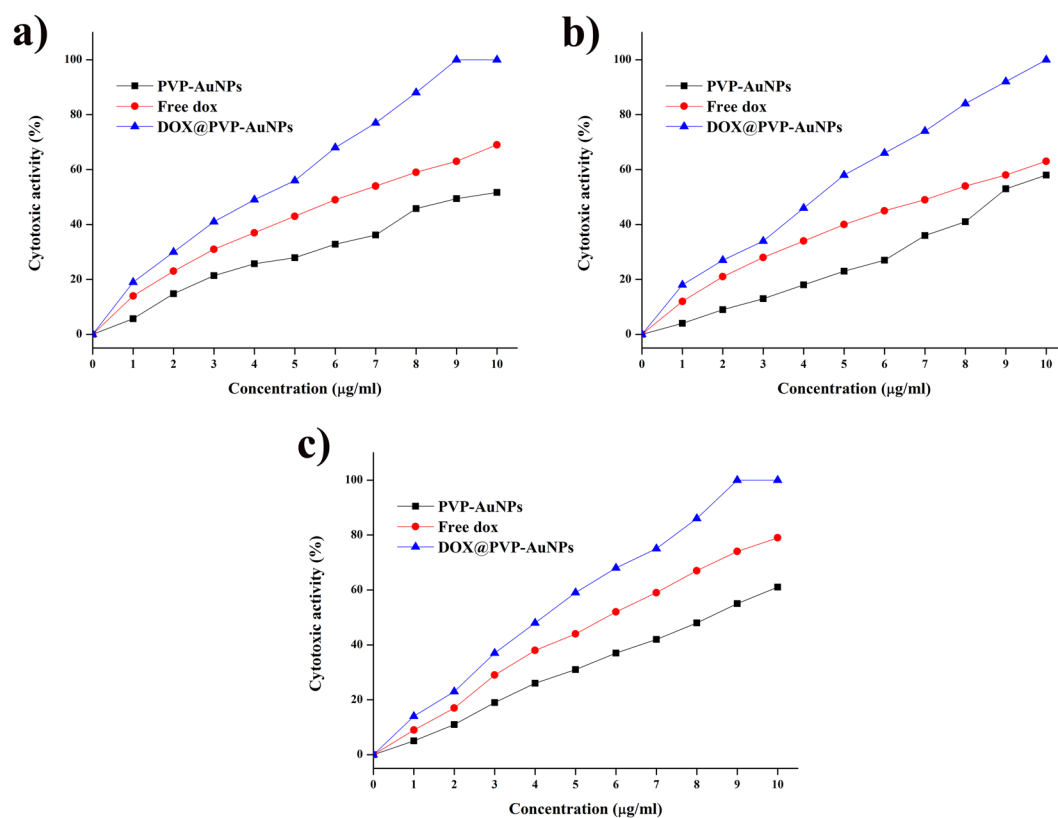 a)
100
80
60
40
20
0
Cytotoxic activity (%)
PVP-AuNPs
Free dox
DOX@PVP-AuNPs
0 1 2 3 4 5 6 7 8 9 10
Concentration (μg/ml)
b)
100
80
60
40
20
0
Cytotoxic activity (%)
PVP-AuNPs
Free dox
DOX@PVP-AuNPs
0 1 2 3 4 5 6 7 8 9 10
Concentration (μg/ml)
c)
100
80
60
40
20
0
Cytotoxic activity (%)
PVP-AuNPs
Free dox
DOX@PVP-AuNPs
0 1 2 3 4 5 6 7 8 9 10
Concentration (μg/ml)